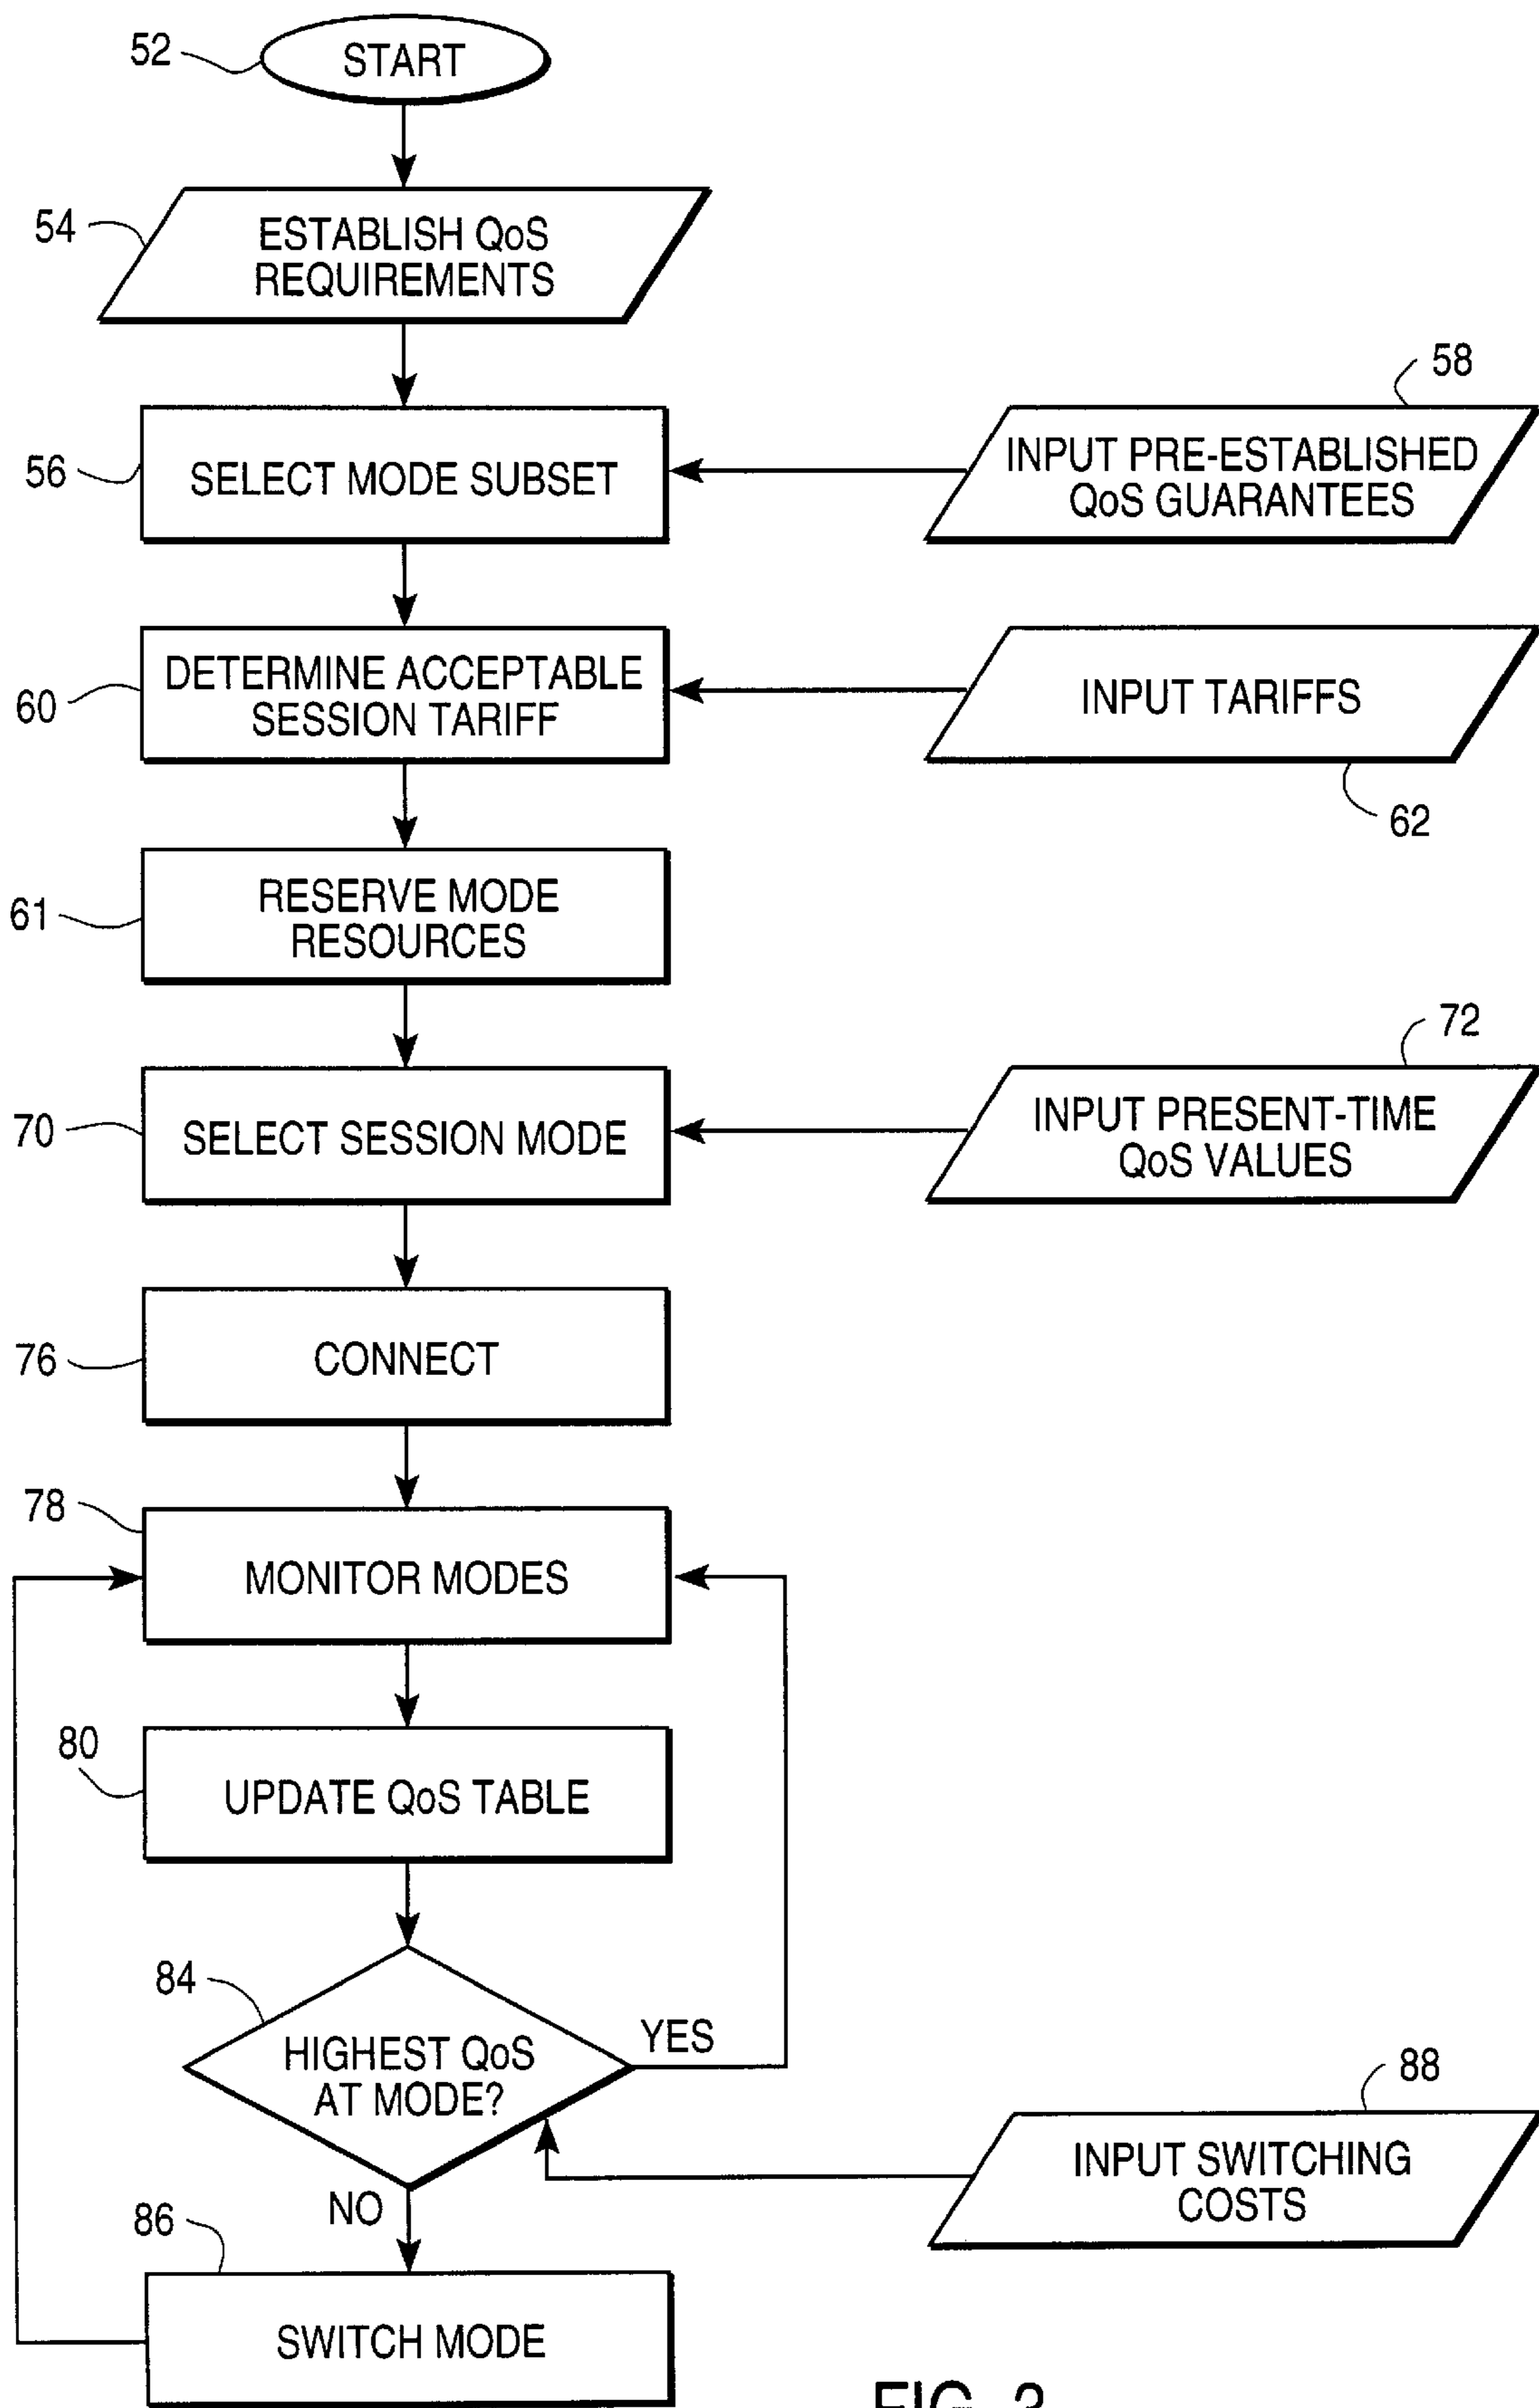 52
START
54
ESTABLISH QoS
REQUIREMENTS
58
56
SELECT MODE SUBSET
INPUT PRE-ESTABLISHED
QoS GUARANTEES
60
DETERMINE ACCEPTABLE
SESSION TARIFF
INPUT TARIFFS
62
61
RESERVE MODE
RESOURCES
72
70
SELECT SESSION MODE
INPUT PRESENT-TIME
QoS VALUES
76
CONNECT
78
MONITOR MODES
80
UPDATE QoS TABLE
84
HIGHEST QoS
AT MODE?
YES
88
INPUT SWITCHING
COSTS
NO
86
SWITCH MODE